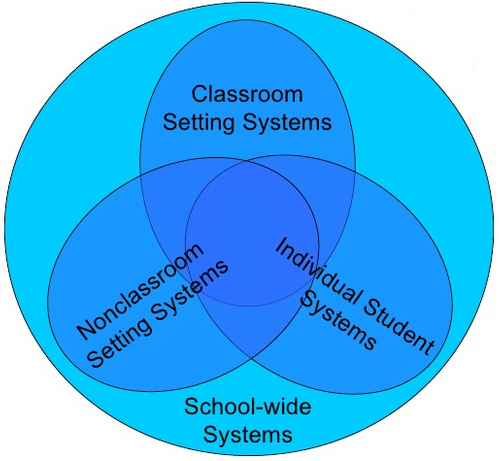 Classroom
Setting Systems
Nonclassroom
Setting Systems
Individual Student
Systems
School-wide
Systems